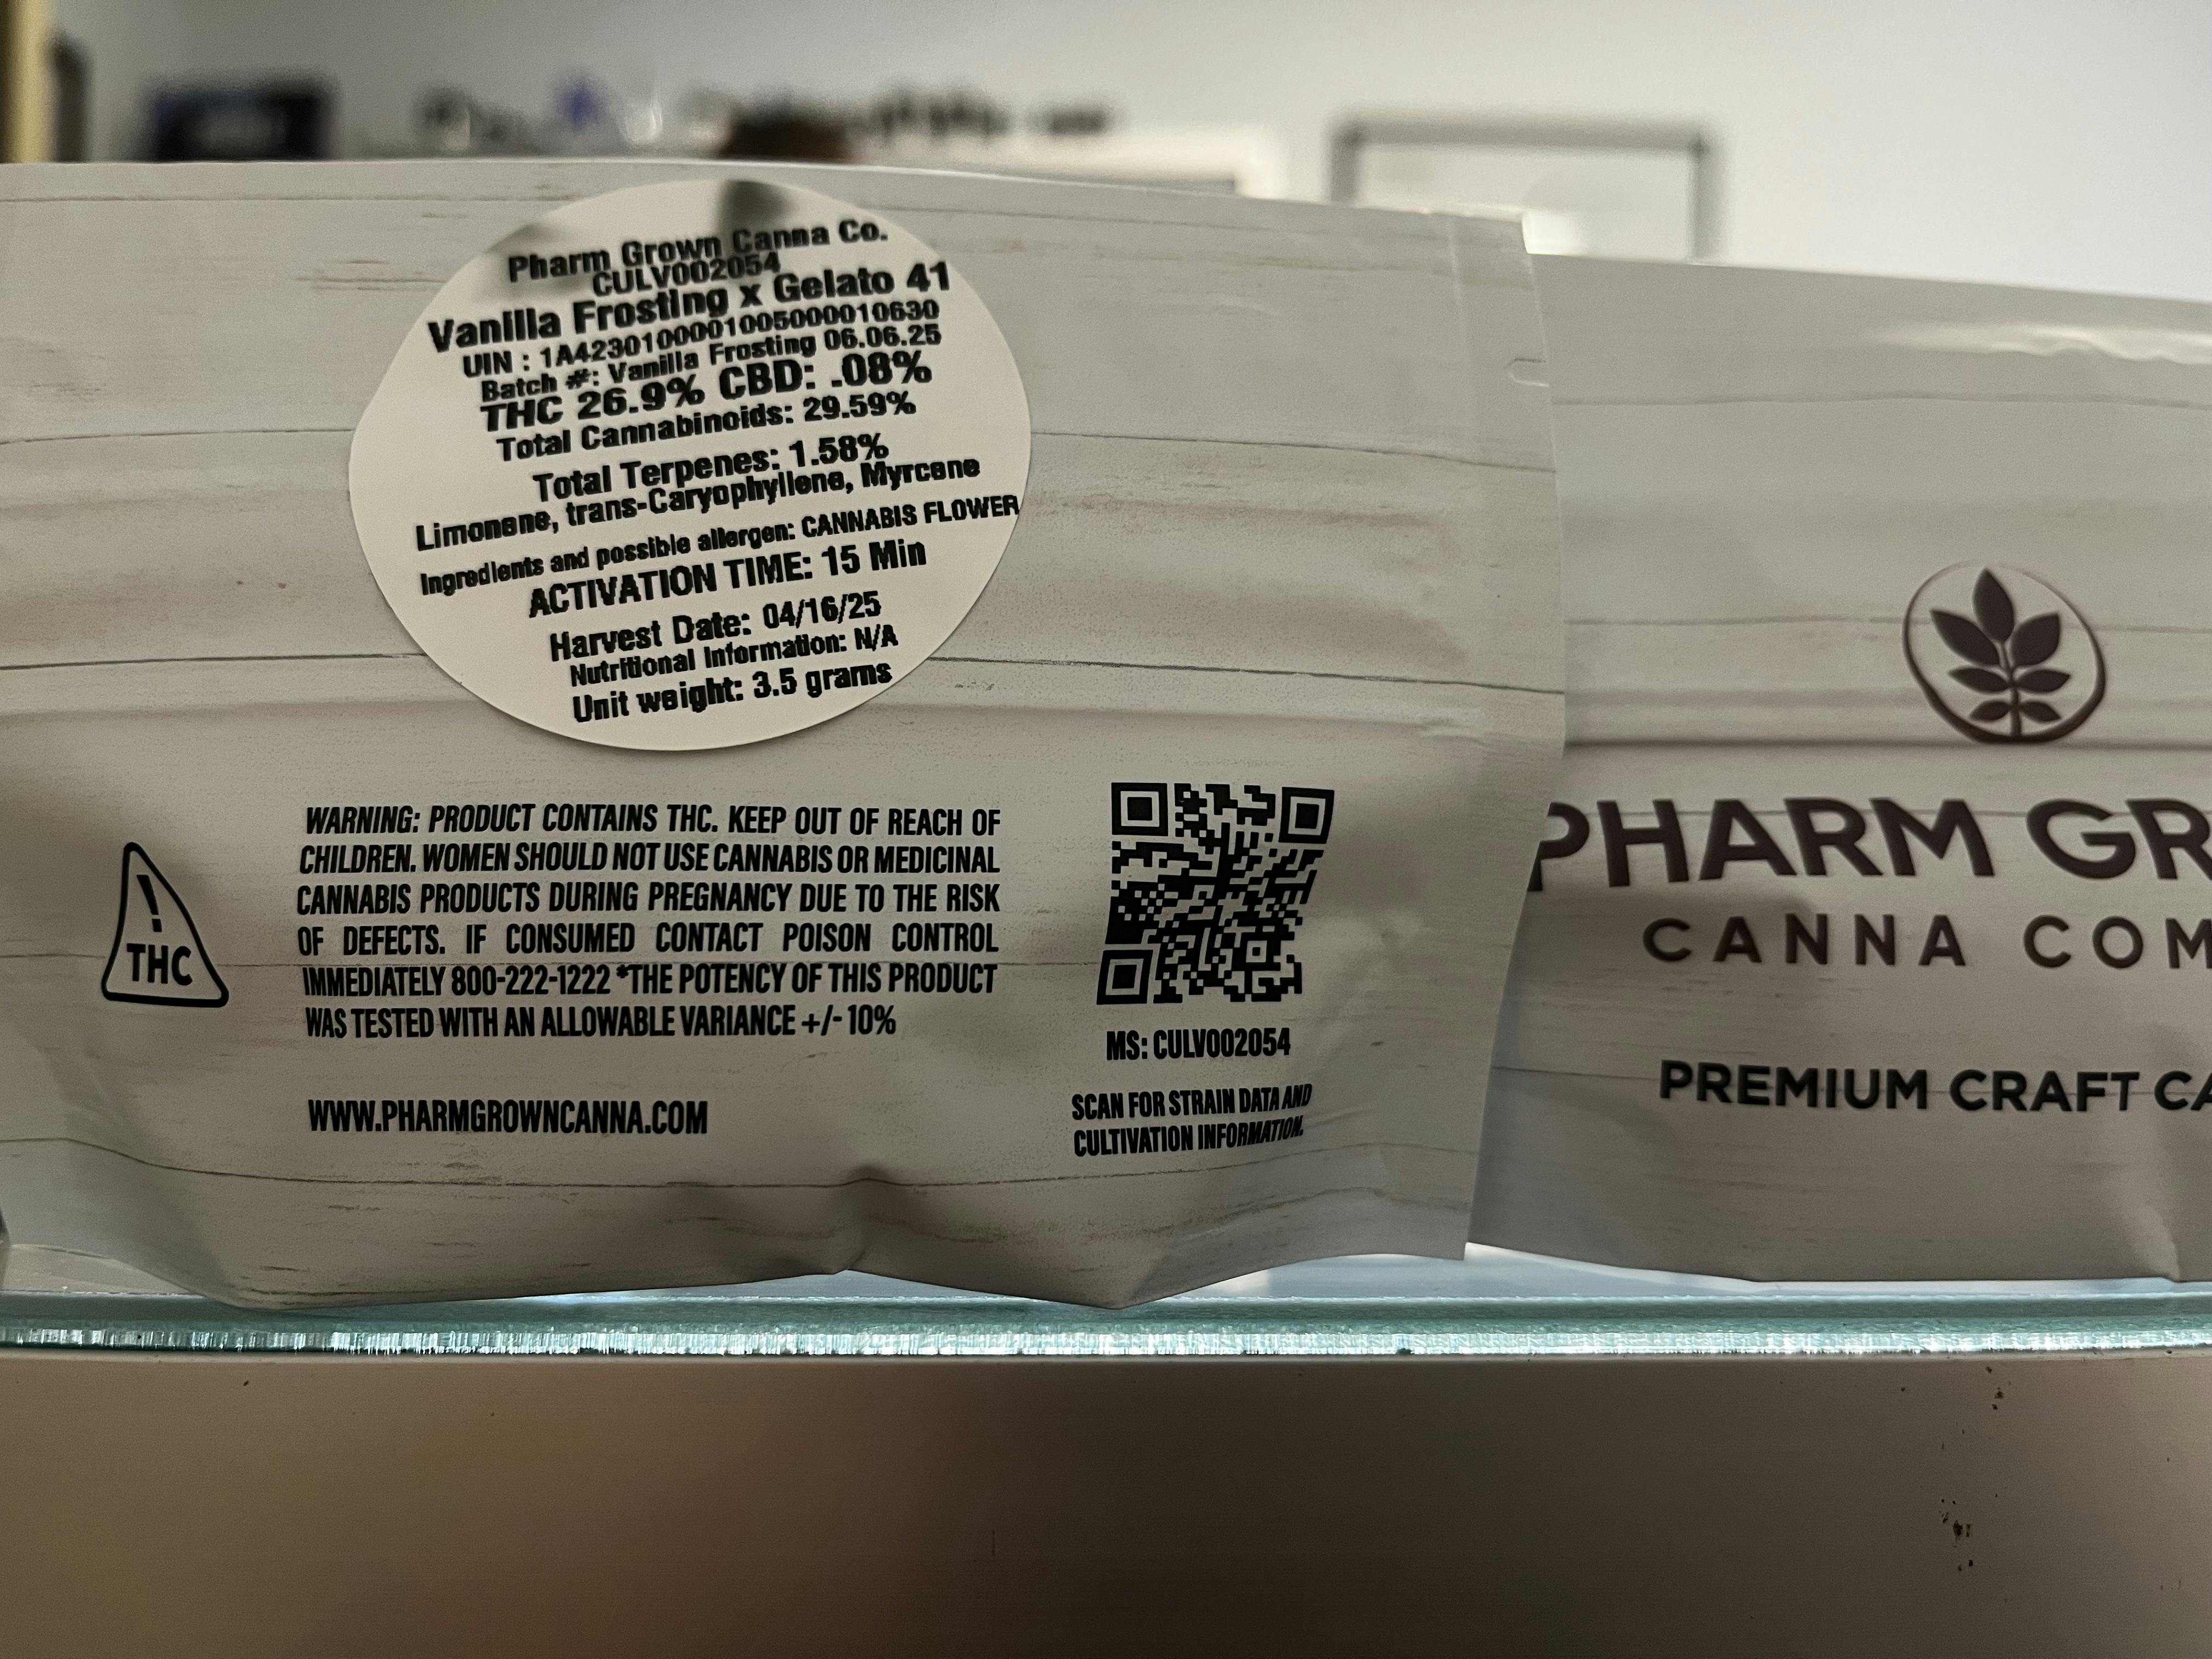 Pharm Grown Canna Co.
CULV002054
Vanilla Frosting x Gelato 41
UIN : 1A4230100001005000010630
Batch #: Vanilla Frosting 06.06.25
THC 26.9% CBD: .08%
Total Cannabinoids: 29.59%
Total Terpenes: 1.58%
Limonene, trans-Caryophyllene, Myrcene
Ingredients and possible allergen: CANNABIS FLOWER
ACTIVATION TIME: 15 Min
Harvest Date: 04/16/25
Nutritional Information: N/A
Unit weight: 3.5 grams
!
THC
WARNING: PRODUCT CONTAINS THC. KEEP OUT OF REACH OF
CHILDREN. WOMEN SHOULD NOT USE CANNABIS OR MEDICINAL
CANNABIS PRODUCTS DURING PREGNANCY DUE TO THE RISK
OF DEFECTS. IF CONSUMED CONTACT POISON CONTROL
IMMEDIATELY 800-222-1222 *THE POTENCY OF THIS PRODUCT
WAS TESTED WITH AN ALLOWABLE VARIANCE +/- 10%
WWW.PHARMGROWNCANNA.COM
MS: CULV002054
SCAN FOR STRAIN DATA AND
CULTIVATION INFORMATION.
PHARM GR
CANNA COM
PREMIUM CRAFT CA